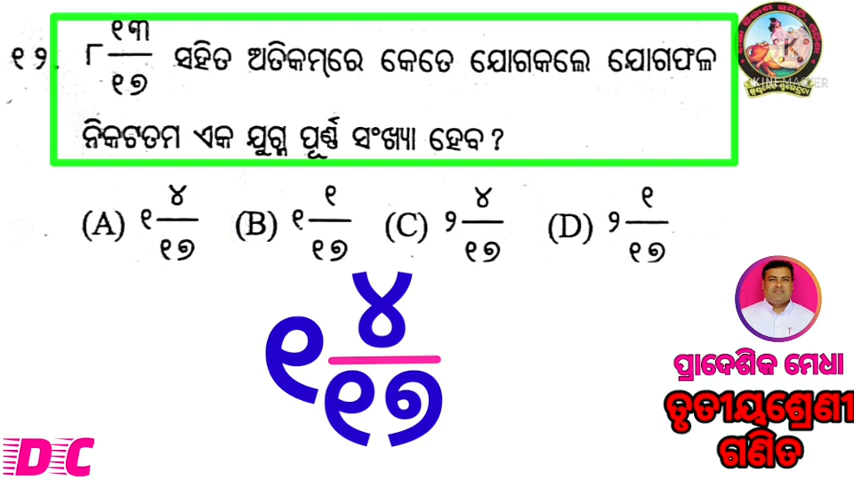 ୧୨. ୮ ୧୩/୧୭ ସହିତ ଅତିକମ୍‌ରେ କେତେ ଯୋଗକଲେ ଯୋଗଫଳ
ନିକଟତମ ଏକ ଯୁଗ୍ମ ପୂର୍ଣ୍ଣ ସଂଖ୍ୟା ହେବ ?
(A) ୧ ୪/୧୭ (B) ୧ ୧/୧୭ (C) ୨ ୪/୧୭ (D) ୨ ୧/୧୭
୧ ୪/୧୭
ପ୍ରାଦେଶିକ ମେଧା
ତୃତୀୟଶ୍ରେଣୀ
ଗଣିତ
DC